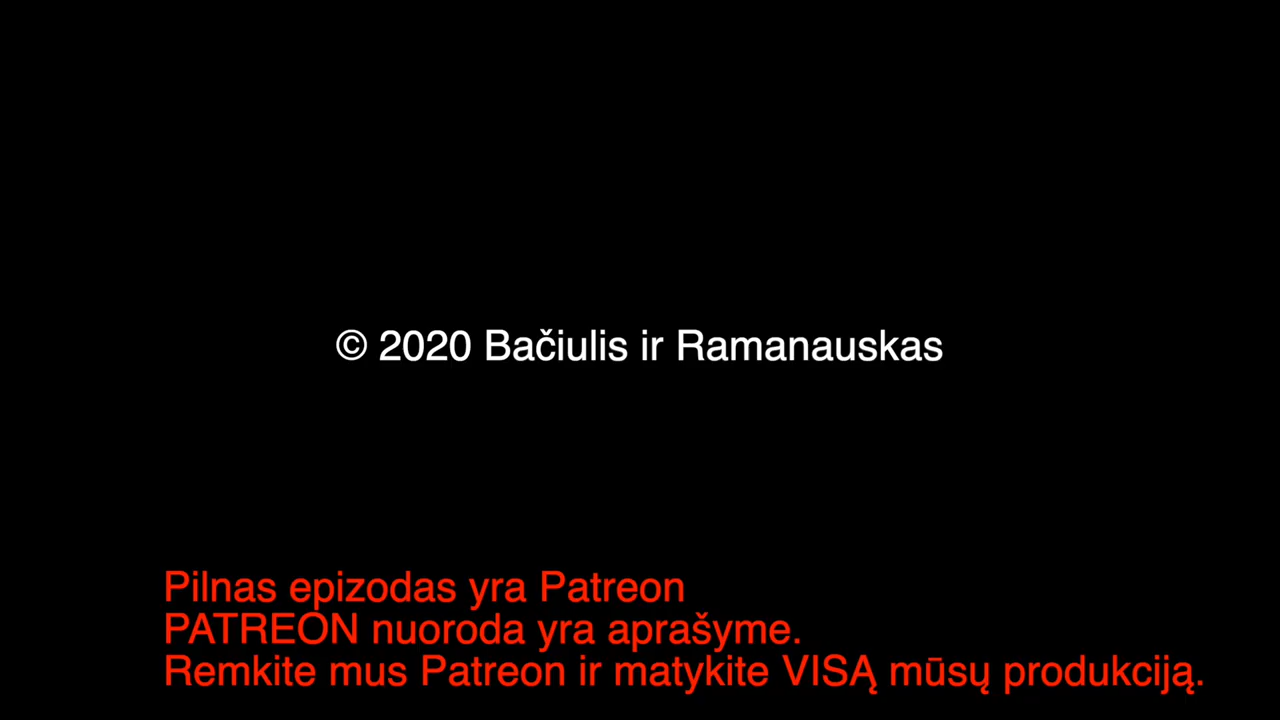 © 2020 Bačiulis ir Ramanauskas
Pilnas epizodas yra Patreon
PATREON nuoroda yra aprašyme.
Remkite mus Patreon ir matykite VISĄ mūsų produkciją.